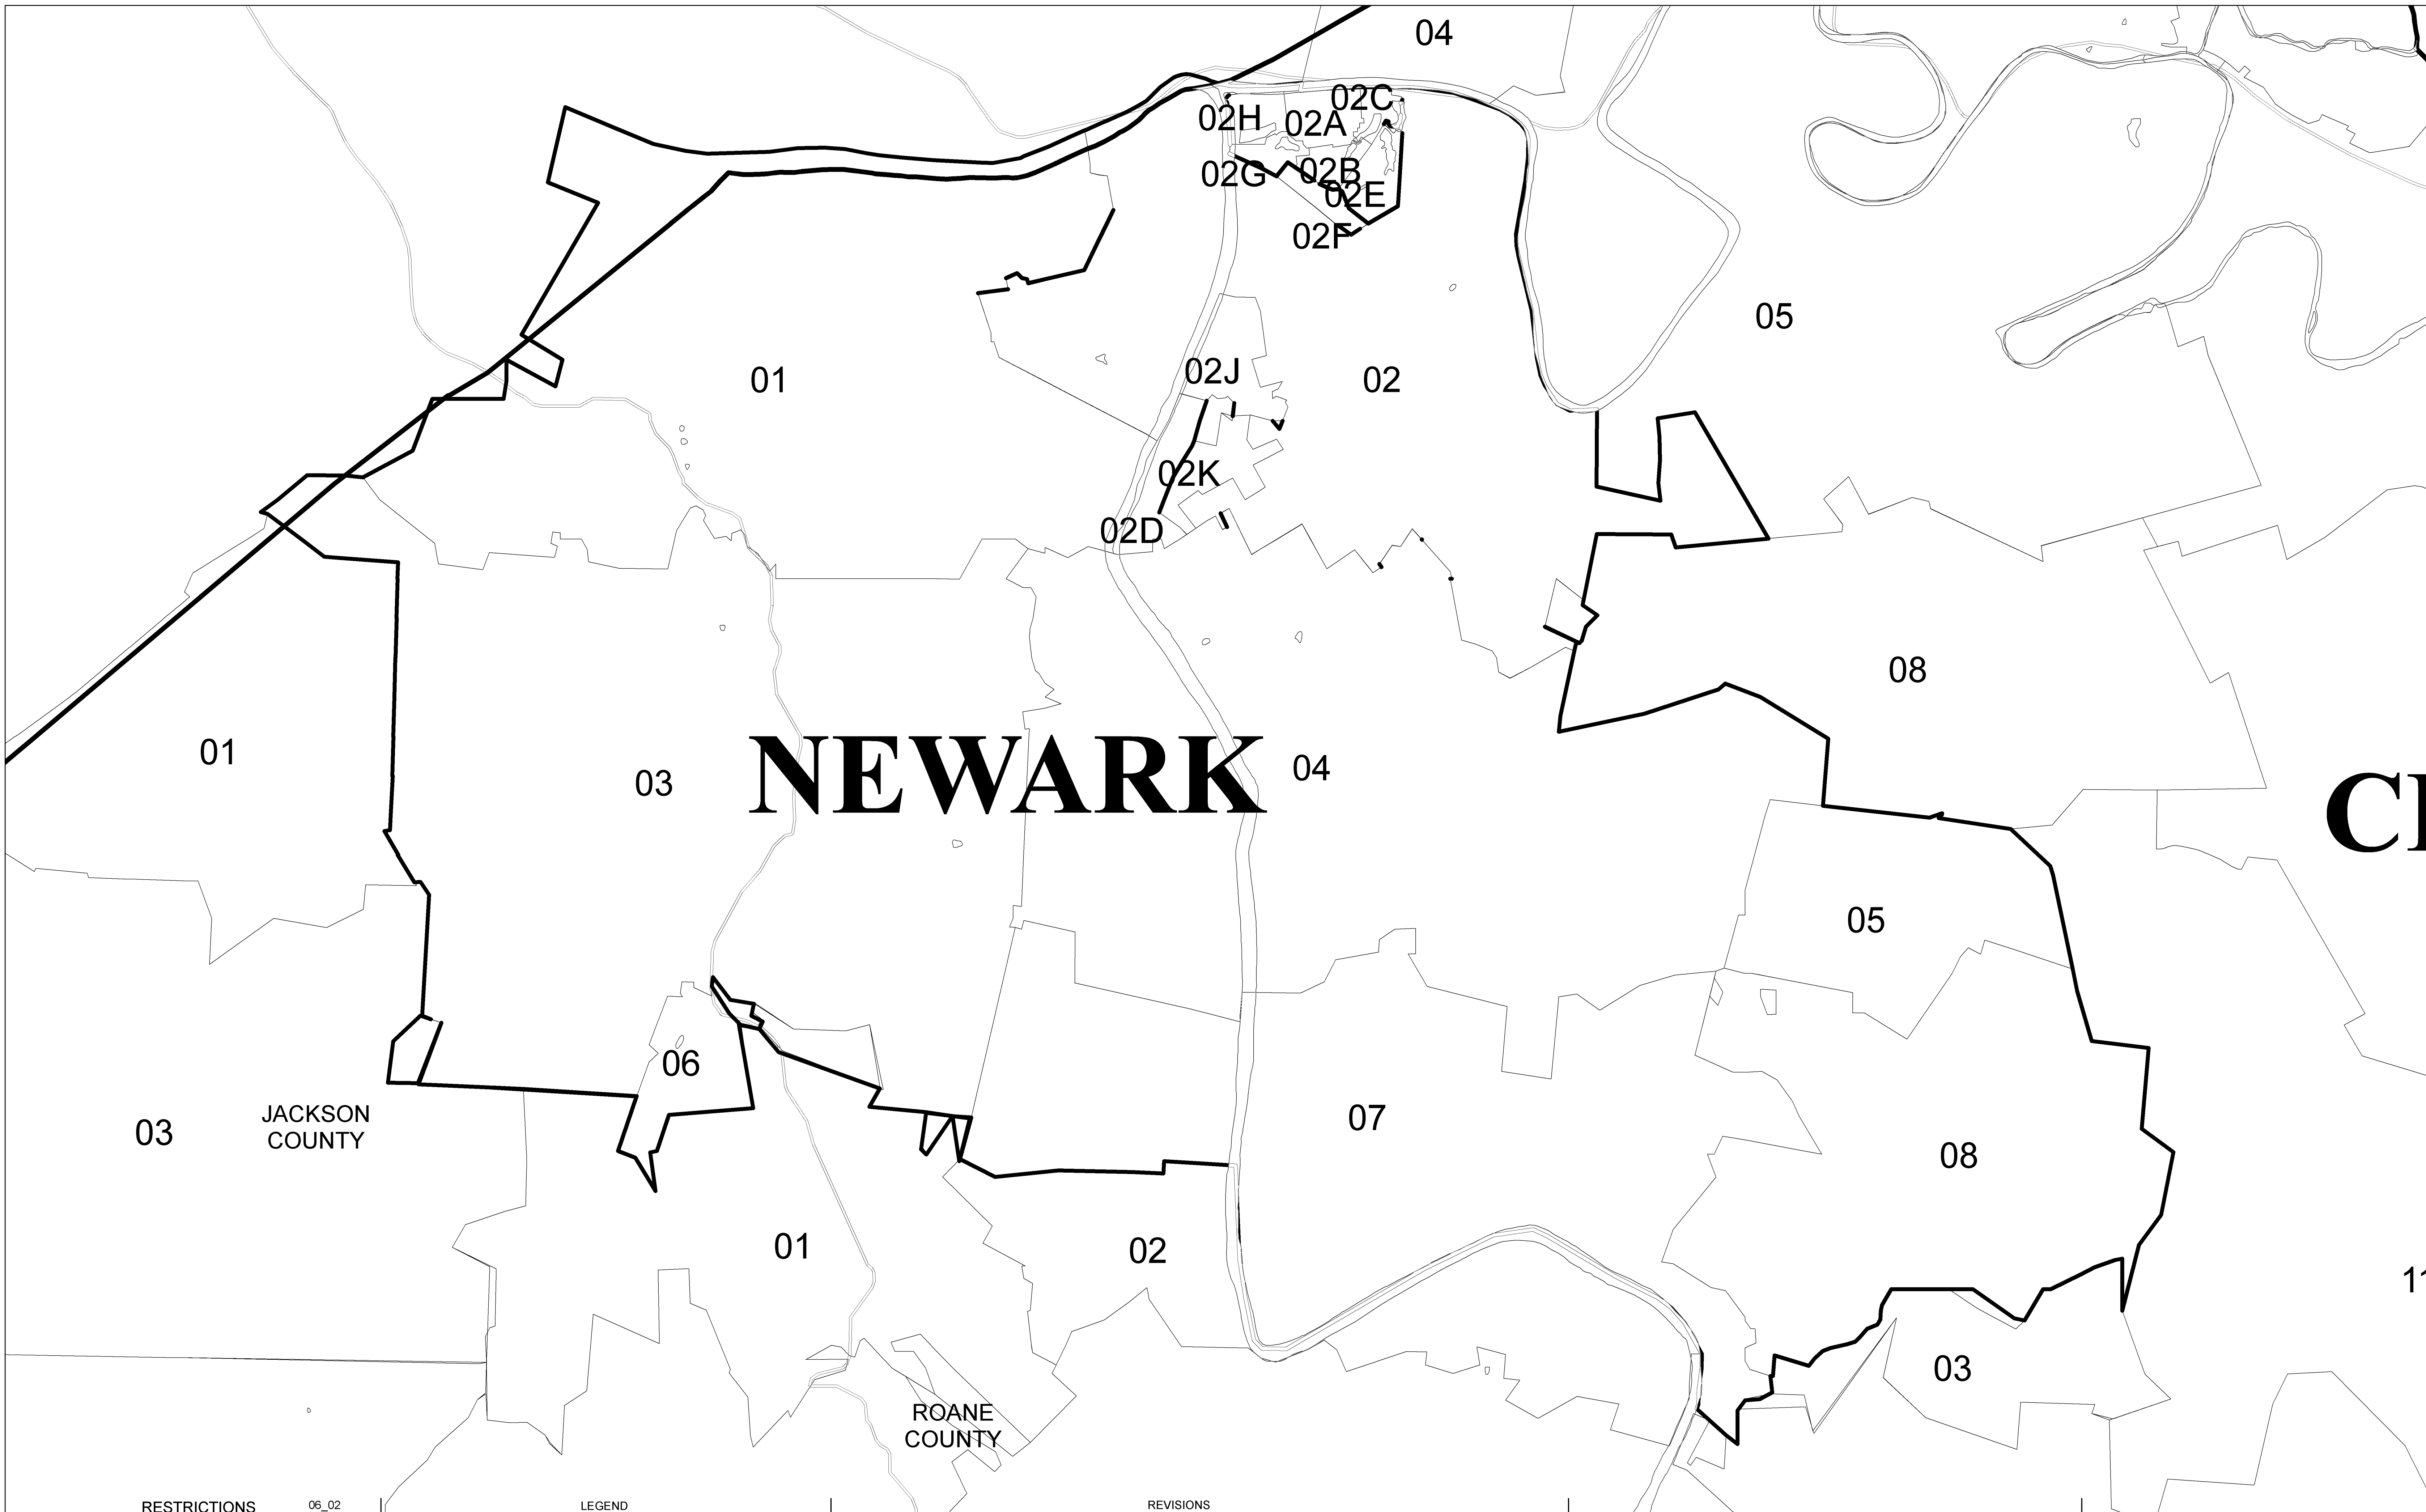 04
02C
02H
02A
02B
02G
02E
02F
05
01
02J
02
02K
02D
08
01
NEWARK
04
03
05
06
JACKSON
COUNTY
03
07
08
01
02
03
ROANE
COUNTY
RESTRICTIONS
06_02
LEGEND
REVISIONS